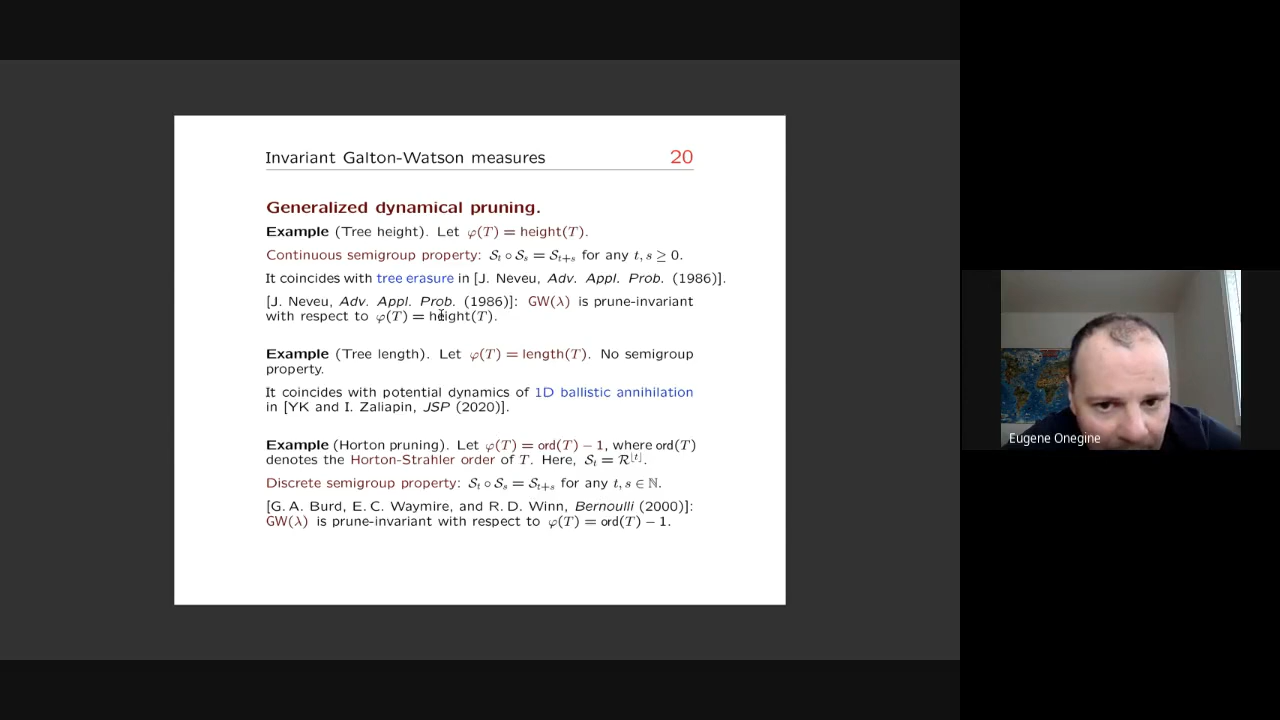 Invariant Galton-Watson measures 20
Generalized dynamical pruning.
Example (Tree height). Let φ(T) = height(T).
Continuous semigroup property: S_t ∘ S_s = S_{t+s} for any t, s ≥ 0.
It coincides with tree erasure in [J. Neveu, Adv. Appl. Prob. (1986)].
[J. Neveu, Adv. Appl. Prob. (1986)]: GW(λ) is prune-invariant
with respect to φ(T) = height(T).
Example (Tree length). Let φ(T) = length(T). No semigroup
property.
It coincides with potential dynamics of 1D ballistic annihilation
in [YK and I. Zaliapin, JSP (2020)].
Example (Horton pruning). Let φ(T) = ord(T) − 1, where ord(T)
denotes the Horton-Strahler order of T. Here, S_t = R^{⌊t⌋}.
Discrete semigroup property: S_t ∘ S_s = S_{t+s} for any t, s ∈ ℕ.
[G. A. Burd, E. C. Waymire, and R. D. Winn, Bernoulli (2000)]:
GW(λ) is prune-invariant with respect to φ(T) = ord(T) − 1.
Eugene Onegine